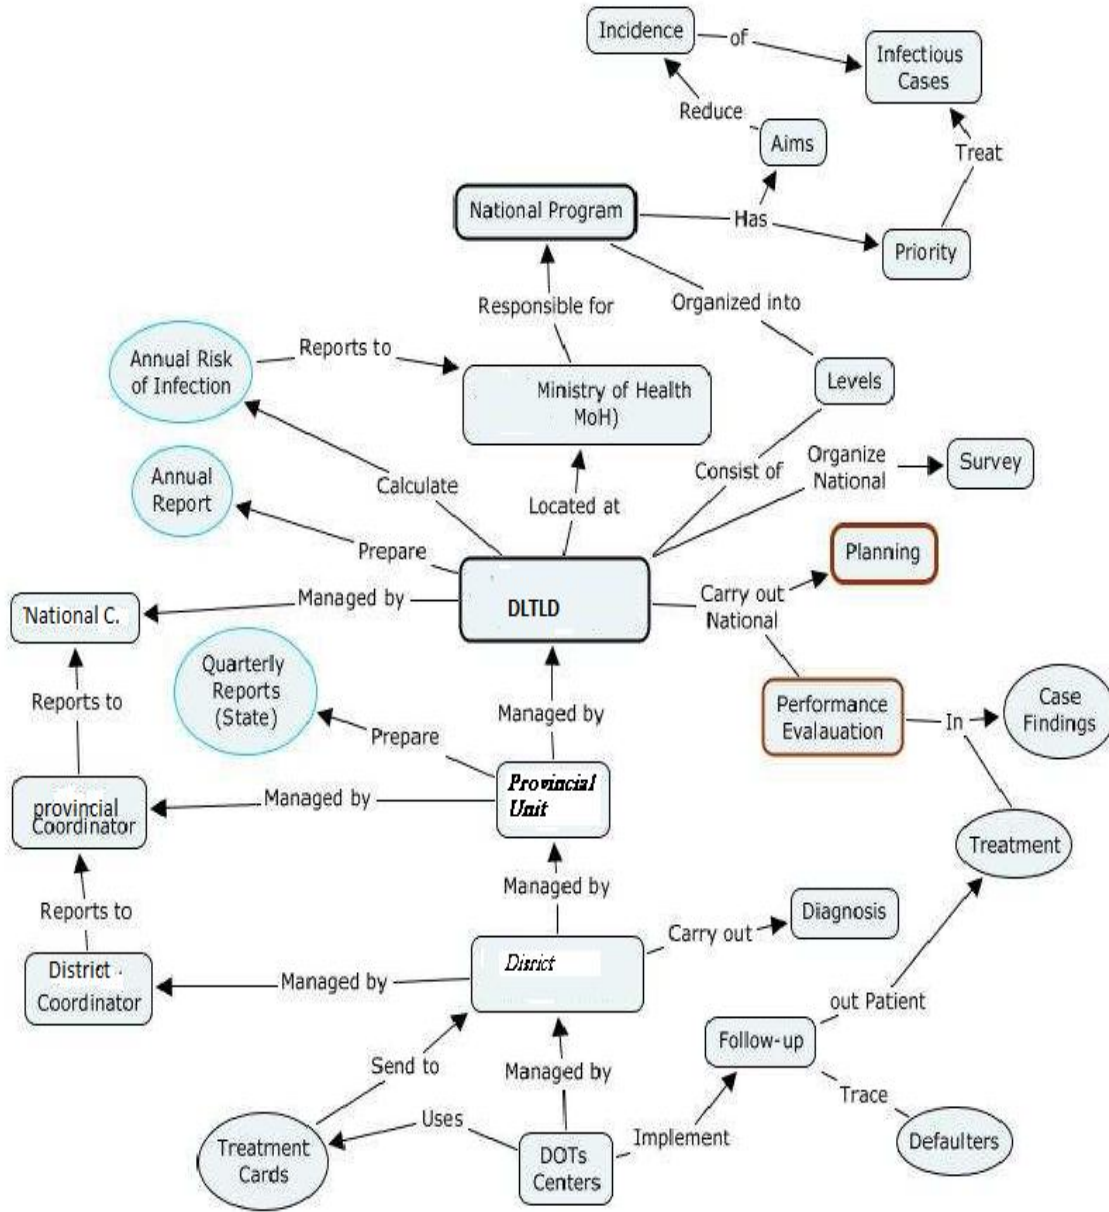 Incidence
of
Infectious
Cases
Reduce
Aims
Treat
National Program
Has
Priority
Responsible for
Organized into
Annual Risk
of Infection
Reports to
Ministry of Health
MoH)
Levels
Annual
Report
Calculate
Located at
Consist of
Organize
National
Survey
Prepare
Planning
Managed by
DLTLD
Carry out
National
National C.
Quarterly
Reports
(State)
Reports to
Managed by
Performance
Evalauation
In
Case
Findings
Prepare
Provincial
Unit
provincial
Coordinator
Managed by
Treatment
Managed by
Reports to
Diagnosis
Carry out
Disrict
District
Coordinator
Managed by
out Patient
Follow-up
Send to
Managed by
Trace
Uses
Implement
Defaulters
Treatment
Cards
DOTs
Centers